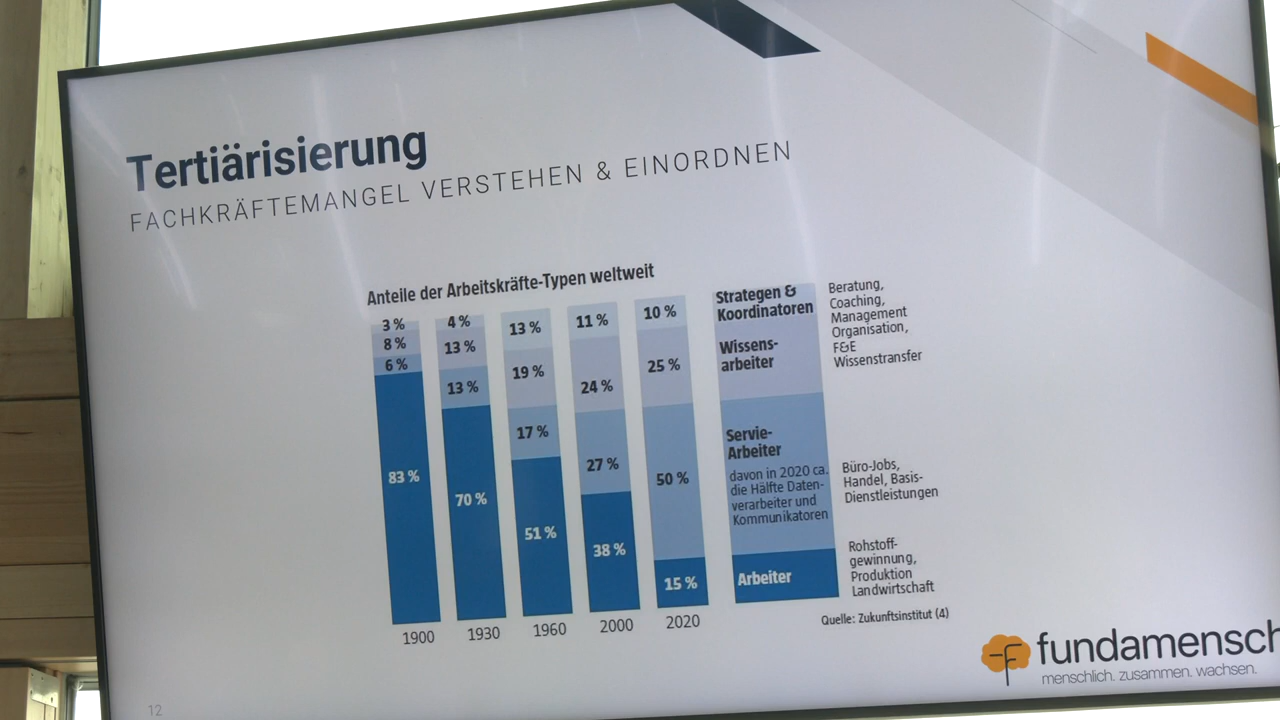 Tertiärisierung
FACHKRÄFTEMANGEL VERSTEHEN & EINORDNEN
Anteile der Arbeitskräfte-Typen weltweit
3 %
8 %
6 %
83 %
1900
4 %
13 %
13 %
70 %
1930
13 %
19 %
17 %
51 %
1960
11 %
24 %
27 %
38 %
2000
10 %
25 %
50 %
15 %
2020
Strategen &
Koordinatoren
Wissens-
arbeiter
Servie-
Arbeiter
davon in 2020 ca.
die Hälfte Daten-
verarbeiter und
Kommunikatoren
Arbeiter
Beratung,
Coaching,
Management
Organisation,
F&E
Wissenstransfer
Büro-Jobs,
Handel, Basis-
Dienstleistungen
Rohstoff-
gewinnung,
Produktion
Landwirtschaft
Quelle: Zukunftsinstitut (4)
fundamensch
menschlich. zusammen. wachsen.
12